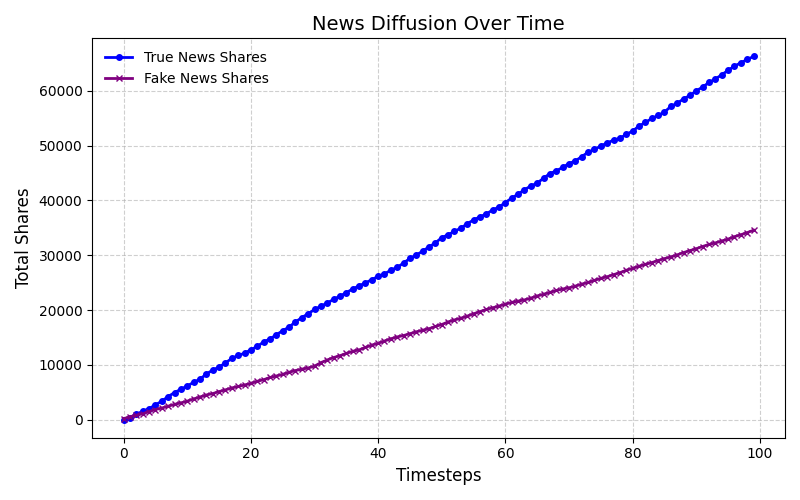 News Diffusion Over Time
True News Shares
Fake News Shares
Total Shares
60000
50000
40000
30000
20000
10000
0
0 20 40 60 80 100
Timesteps